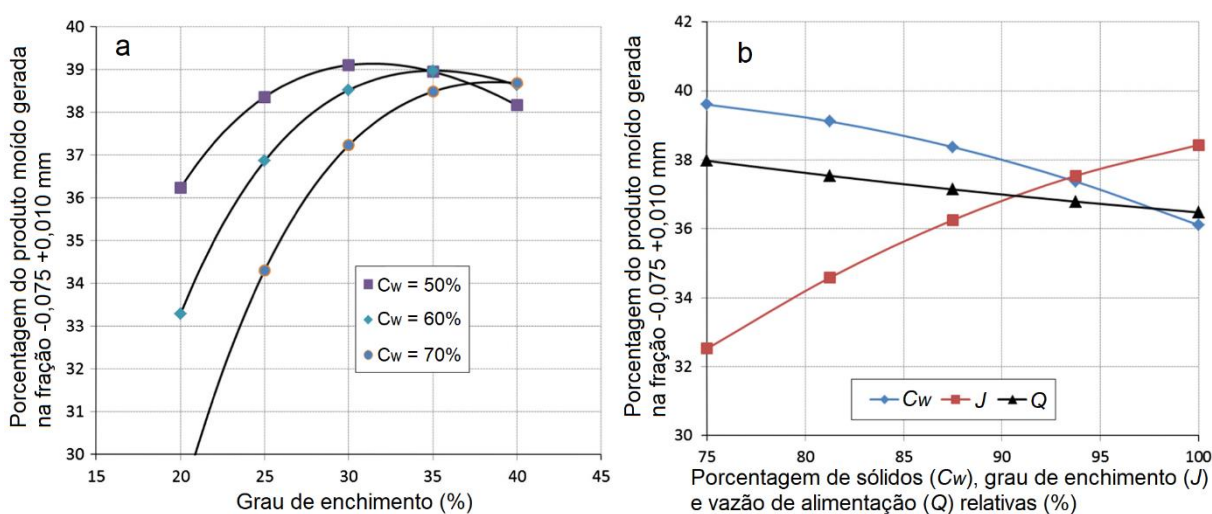 a
Porcentagem do produto moído gerada
na fração -0,075 +0,010 mm
40
39
38
37
36
35
34
33
32
31
30
Cw = 50%
Cw = 60%
Cw = 70%
15 20 25 30 35 40 45
Grau de enchimento (%)
b
Porcentagem do produto moído gerada
na fração -0,075 +0,010 mm
42
40
38
36
34
32
30
Cw J Q
75 80 85 90 95 100
Porcentagem de sólidos (Cw), grau de enchimento (J)
e vazão de alimentação (Q) relativas (%)